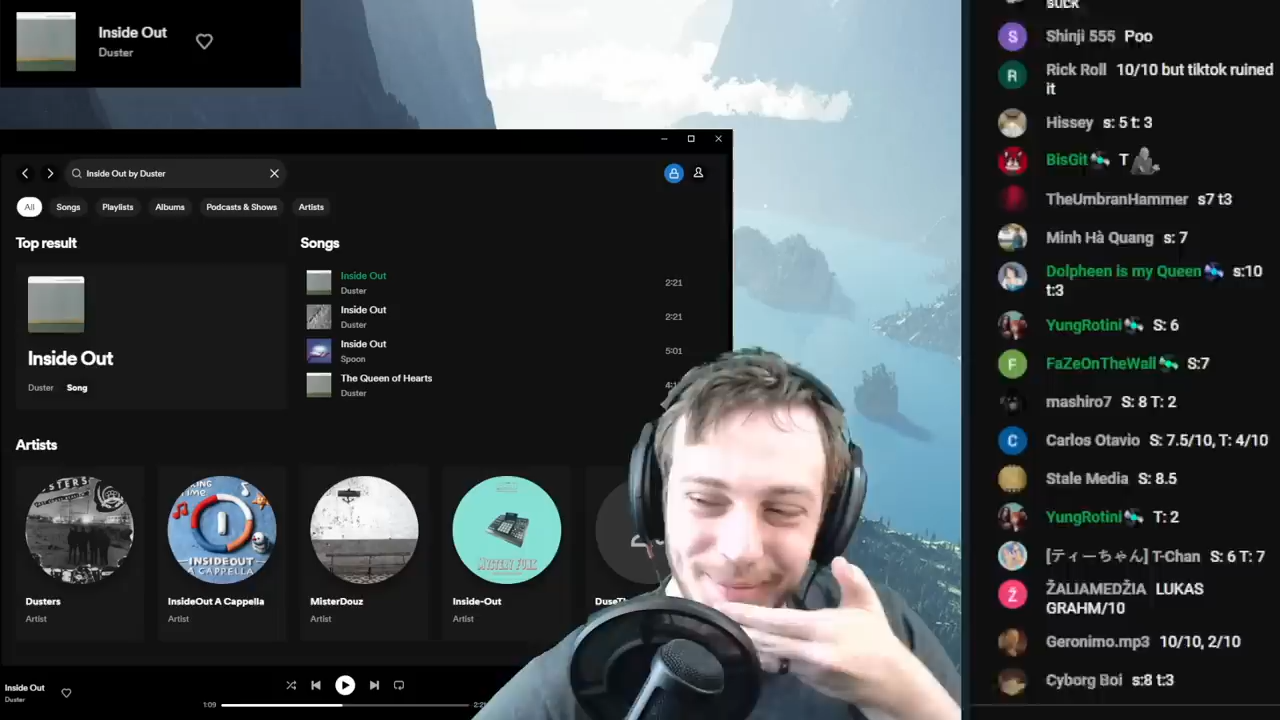 Inside Out
Duster
Inside Out by Duster
All
Songs
Playlists
Albums
Podcasts & Shows
Artists
Top result
Inside Out
Duster
Song
Songs
Inside Out
Duster
2:21
Inside Out
Duster
2:21
Inside Out
Spoon
5:01
The Queen of Hearts
Duster
Artists
Dusters
Artist
INSIDEOUT
A CAPPELLA
InsideOut A Cappella
Artist
MisterDouz
Artist
MYSTERY FUNK
Inside-Out
Artist
Inside Out
Duster
1:09
suck
S
Shinji 555 Poo
R
Rick Roll 10/10 but tiktok ruined
it
Hissey s: 5 t: 3
BisGit T
TheUmbranHammer s7 t3
Minh Hà Quang s: 7
Dolpheen is my Queen s:10
t:3
YungRotini S: 6
F
FaZeOnTheWall S:7
mashiro7 S: 8 T: 2
C
Carlos Otavio S: 7.5/10, T: 4/10
Stale Media S: 8.5
YungRotini T: 2
[ティーちゃん] T-Chan S: 6 T: 7
Ž
ŽALIAMEDŽIA LUKAS
GRAHM/10
Geronimo.mp3 10/10, 2/10
Cyborg Boi s:8 t:3